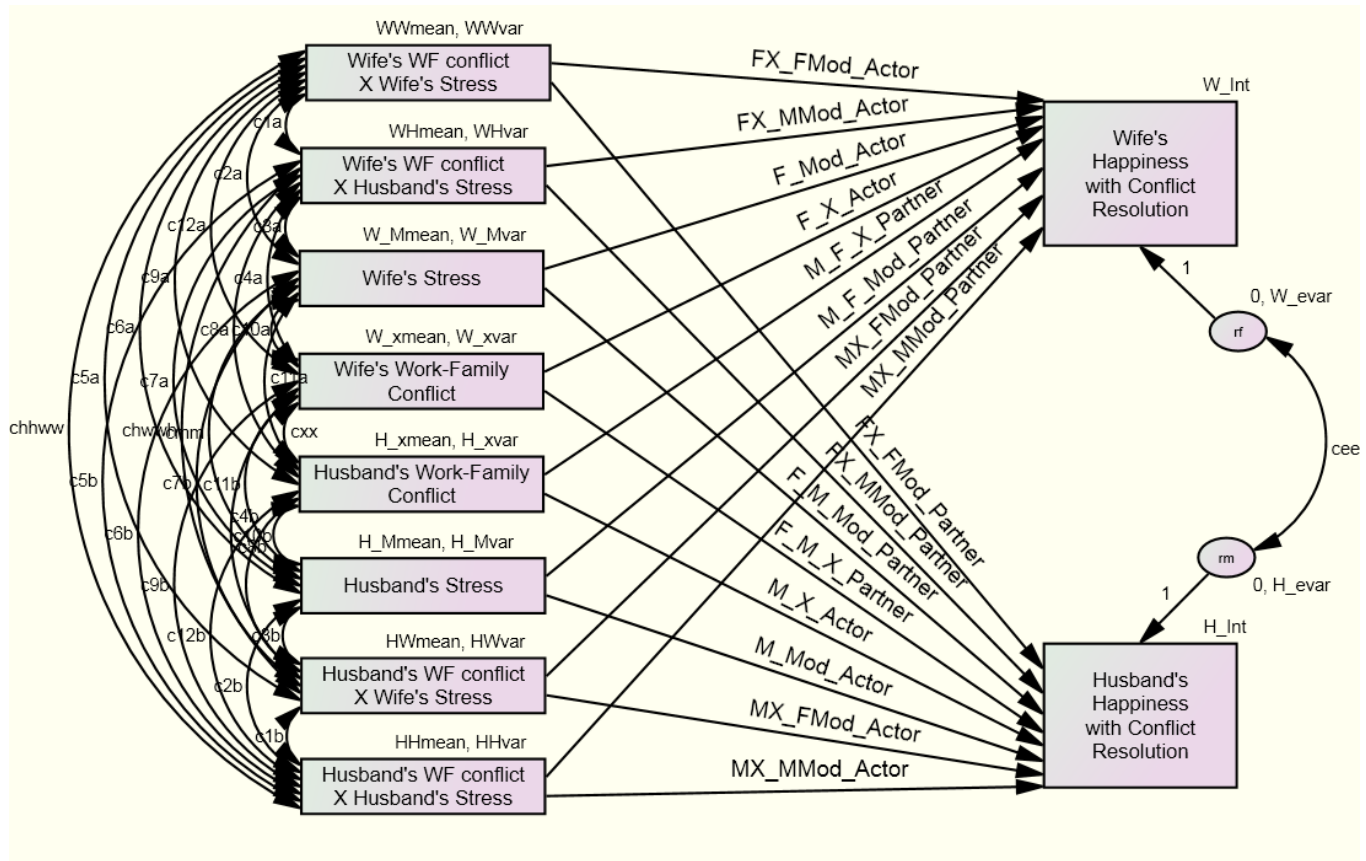 WWmean, WWvar
Wife's WF conflict
X Wife's Stress
WHmean, WHvar
Wife's WF conflict
X Husband's Stress
W_Mmean, W_Mvar
Wife's Stress
W_xmean, W_xvar
Wife's Work-Family
Conflict
H_xmean, H_xvar
Husband's Work-Family
Conflict
H_Mmean, H_Mvar
Husband's Stress
HWmean, HWvar
Husband's WF conflict
X Wife's Stress
HHmean, HHvar
Husband's WF conflict
X Husband's Stress
c1a
c2a
c12a
c3a
c9a
c4a
c6a
c8a
c10a
c5a
c7a
c11a
chhww
cmm
cxx
c5b
c7b
c11b
c4b
c6b
c9b
c12b
c3b
c2b
c1b
FX_FMod_Actor
FX_MMod_Actor
F_Mod_Actor
F_X_Actor
M_F_X_Partner
M_F_Mod_Partner
MX_FMod_Partner
MX_MMod_Partner
FX_FMod_Partner
FX_MMod_Partner
F_M_Mod_Partner
F_M_X_Partner
M_X_Actor
M_Mod_Actor
MX_FMod_Actor
MX_MMod_Actor
W_Int
Wife's
Happiness
with Conflict
Resolution
1
0, W_evar
rf
cee
rm
0, H_evar
1
H_Int
Husband's
Happiness
with Conflict
Resolution